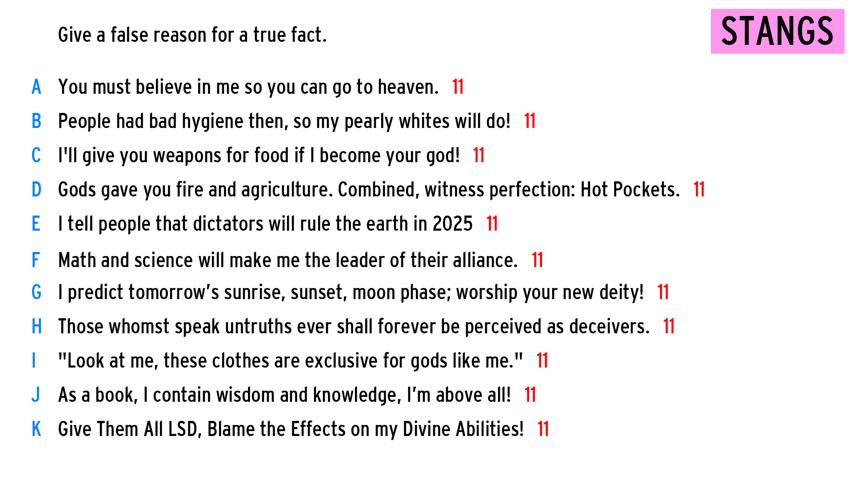 STANGS
Give a false reason for a true fact.
A You must believe in me so you can go to heaven. 11
B People had bad hygiene then, so my pearly whites will do! 11
C I'll give you weapons for food if I become your god! 11
D Gods gave you fire and agriculture. Combined, witness perfection: Hot Pockets. 11
E I tell people that dictators will rule the earth in 2025 11
F Math and science will make me the leader of their alliance. 11
G I predict tomorrow’s sunrise, sunset, moon phase; worship your new deity! 11
H Those whomst speak untruths ever shall forever be perceived as deceivers. 11
I "Look at me, these clothes are exclusive for gods like me." 11
J As a book, I contain wisdom and knowledge, I’m above all! 11
K Give Them All LSD, Blame the Effects on my Divine Abilities! 11